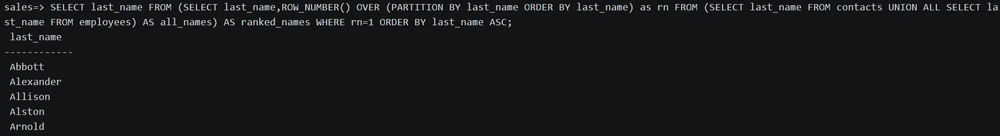 sales=> SELECT last_name FROM (SELECT last_name,ROW_NUMBER() OVER (PARTITION BY last_name ORDER BY last_name) as rn FROM (SELECT last_name FROM contacts UNION ALL SELECT la
st_name FROM employees) AS all_names) AS ranked_names WHERE rn=1 ORDER BY last_name ASC;
 last_name
------------
 Abbott
 Alexander
 Allison
 Alston
 Arnold